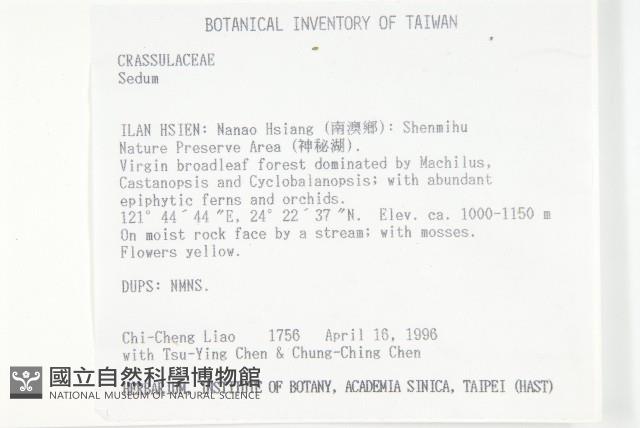 BOTANICAL INVENTORY OF TAIWAN
CRASSULACEAE
Sedum
ILAN HSIEN: Nanao Hsiang (南澳鄉): Shenmihu
Nature Preserve Area (神秘湖).
Virgin broadleaf forest dominated by Machilus,
Castanopsis and Cyclobalanopsis; with abundant
epiphytic ferns and orchids.
121° 44´44 ″E, 24° 22´37 ″N. Elev. ca. 1000-1150 m
On moist rock face by a stream; with mosses.
Flowers yellow.
DUPS: NMNS.
Chi-Cheng Liao 1756 April 16, 1996
with Tsu-Ying Chen & Chung-Ching Chen
國立自然科學博物館
HERBARIUM, INSTITUTE OF BOTANY, ACADEMIA SINICA, TAIPEI (HAST)
NATIONAL MUSEUM OF NATURAL SCIENCE